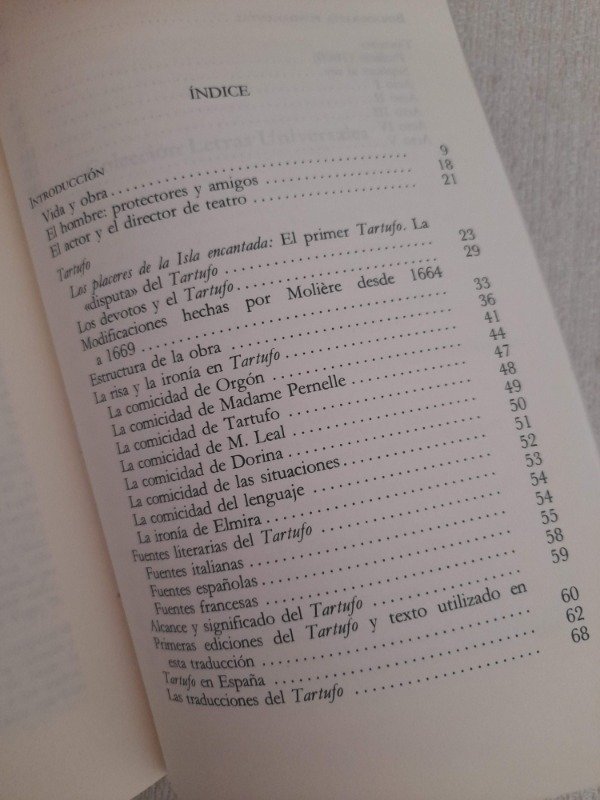 ÍNDICE
INTRODUCCIÓN
Vida y obra . . . . . . . . . . . . . . . . . . . . 9
El hombre: protectores y amigos . . . . . . . . . . 18
El actor y el director de teatro . . . . . . . . . . 21
Tartufo
Los placeres de la Isla encantada: El primer Tartufo. La
«disputa» del Tartufo . . . . . . . . . . 23
Los devotos y el Tartufo . . . . . . . . . . 29
Modificaciones hechas por Molière desde 1664
a 1669 . . . . . . . . . . 33
Estructura de la obra . . . . . . . . . . 36
La risa y la ironía en Tartufo . . . . . . . . . . 41
La comicidad de Orgón . . . . . . . . . . 44
La comicidad de Madame Pernelle . . . . . . . . . . 47
La comicidad de Tartufo . . . . . . . . . . 48
La comicidad de M. Leal . . . . . . . . . . 49
La comicidad de Dorina . . . . . . . . . . 50
La comicidad de las situaciones . . . . . . . . . . 51
La comicidad del lenguaje . . . . . . . . . . 52
La ironía de Elmira . . . . . . . . . . 53
Fuentes literarias del Tartufo . . . . . . . . . . 54
Fuentes italianas . . . . . . . . . . 54
Fuentes españolas . . . . . . . . . . 55
Fuentes francesas . . . . . . . . . . 58
Alcance y significado del Tartufo . . . . . . . . . . 59
Primeras ediciones del Tartufo y texto utilizado en
esta traducción . . . . . . . . . . 60
Tartufo en España . . . . . . . . . . 62
Las traducciones del Tartufo . . . . . . . . . . 68